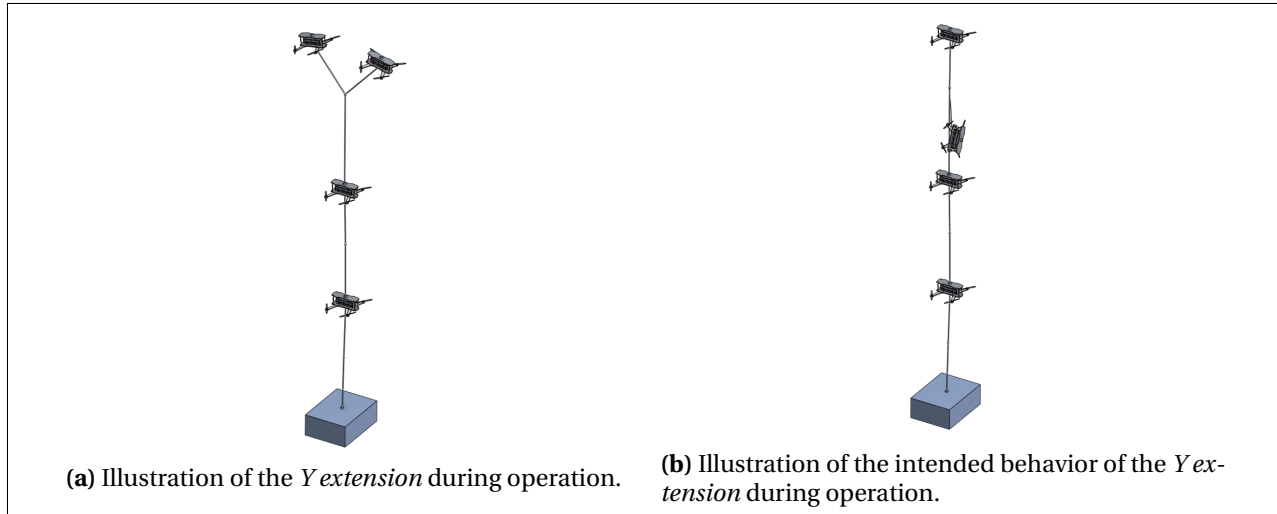 (a) Illustration of the Y extension during operation.
(b) Illustration of the intended behavior of the Y ex-
tension during operation.